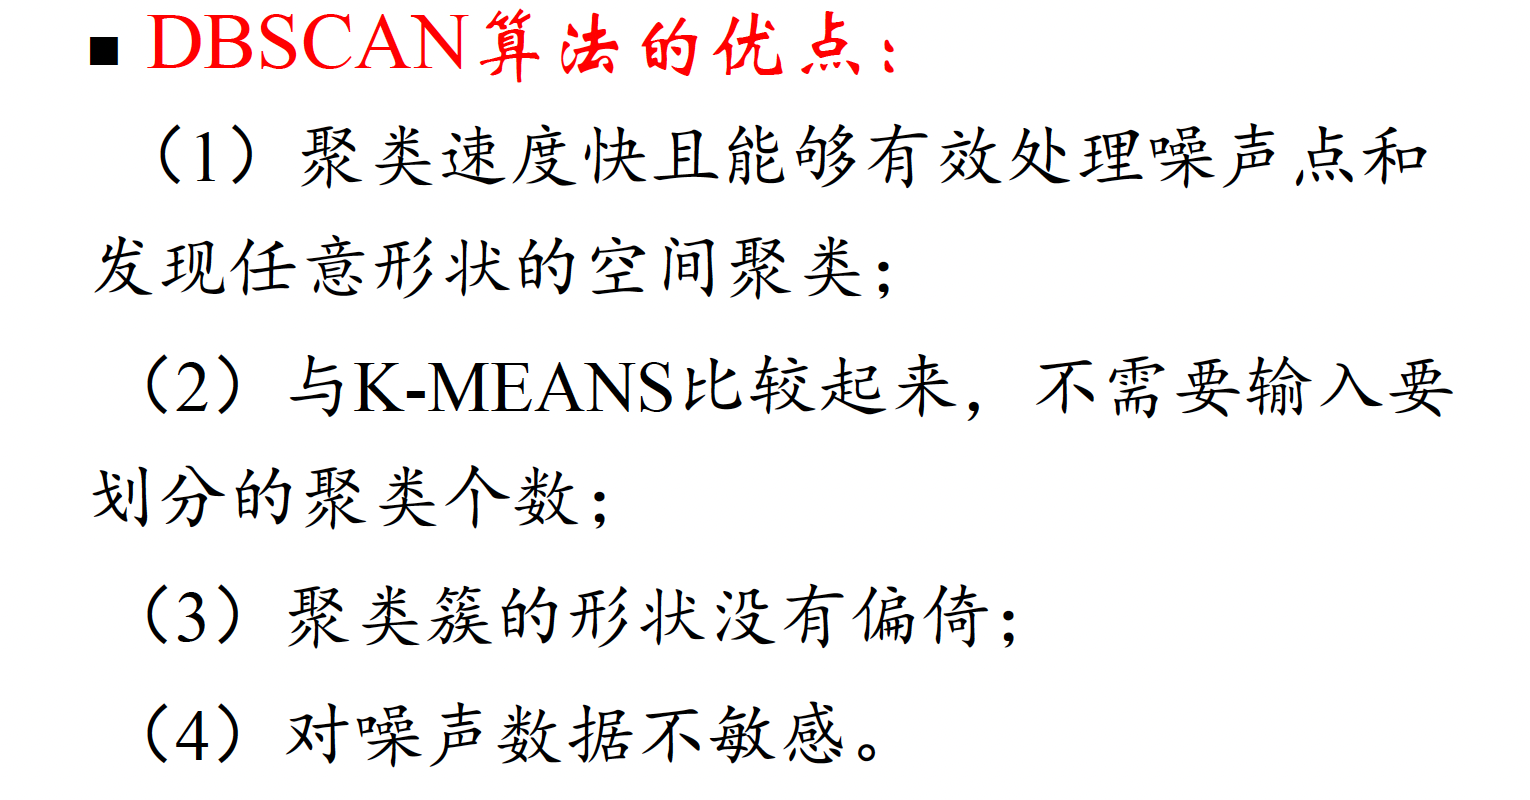 ■ DBSCAN算法的优点：
（1）聚类速度快且能够有效处理噪声点和
发现任意形状的空间聚类；
（2）与K-MEANS比较起来，不需要输入要
划分的聚类个数；
（3）聚类簇的形状没有偏倚；
（4）对噪声数据不敏感。